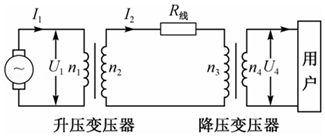 I₁ I₂ R线
~ U₁ n₁ n₂ n₃ n₄ U₄ 用户
升压变压器 降压变压器